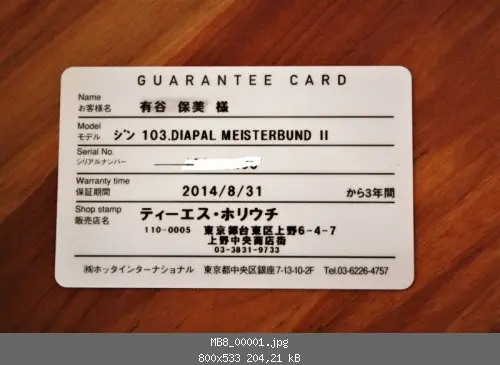 GUARANTEE CARD
Name
お客様名 有谷 保美 様
Model
モデル ジン 103.DIAPAL MEISTERBUND II
Serial No.
シリアルナンバー
Warranty time
保証期間 2014/8/31 から3年間
Shop stamp
販売店名 ティーエス・ホリウチ
110-0005 東京都台東区上野6-4-7
上野中央商店街
03-3831-9733
㈱ホッタインターナショナル 東京都中央区銀座7-13-10-2F Tel.03-6226-4757
MB8_00001.jpg
800x533 204,21 kB